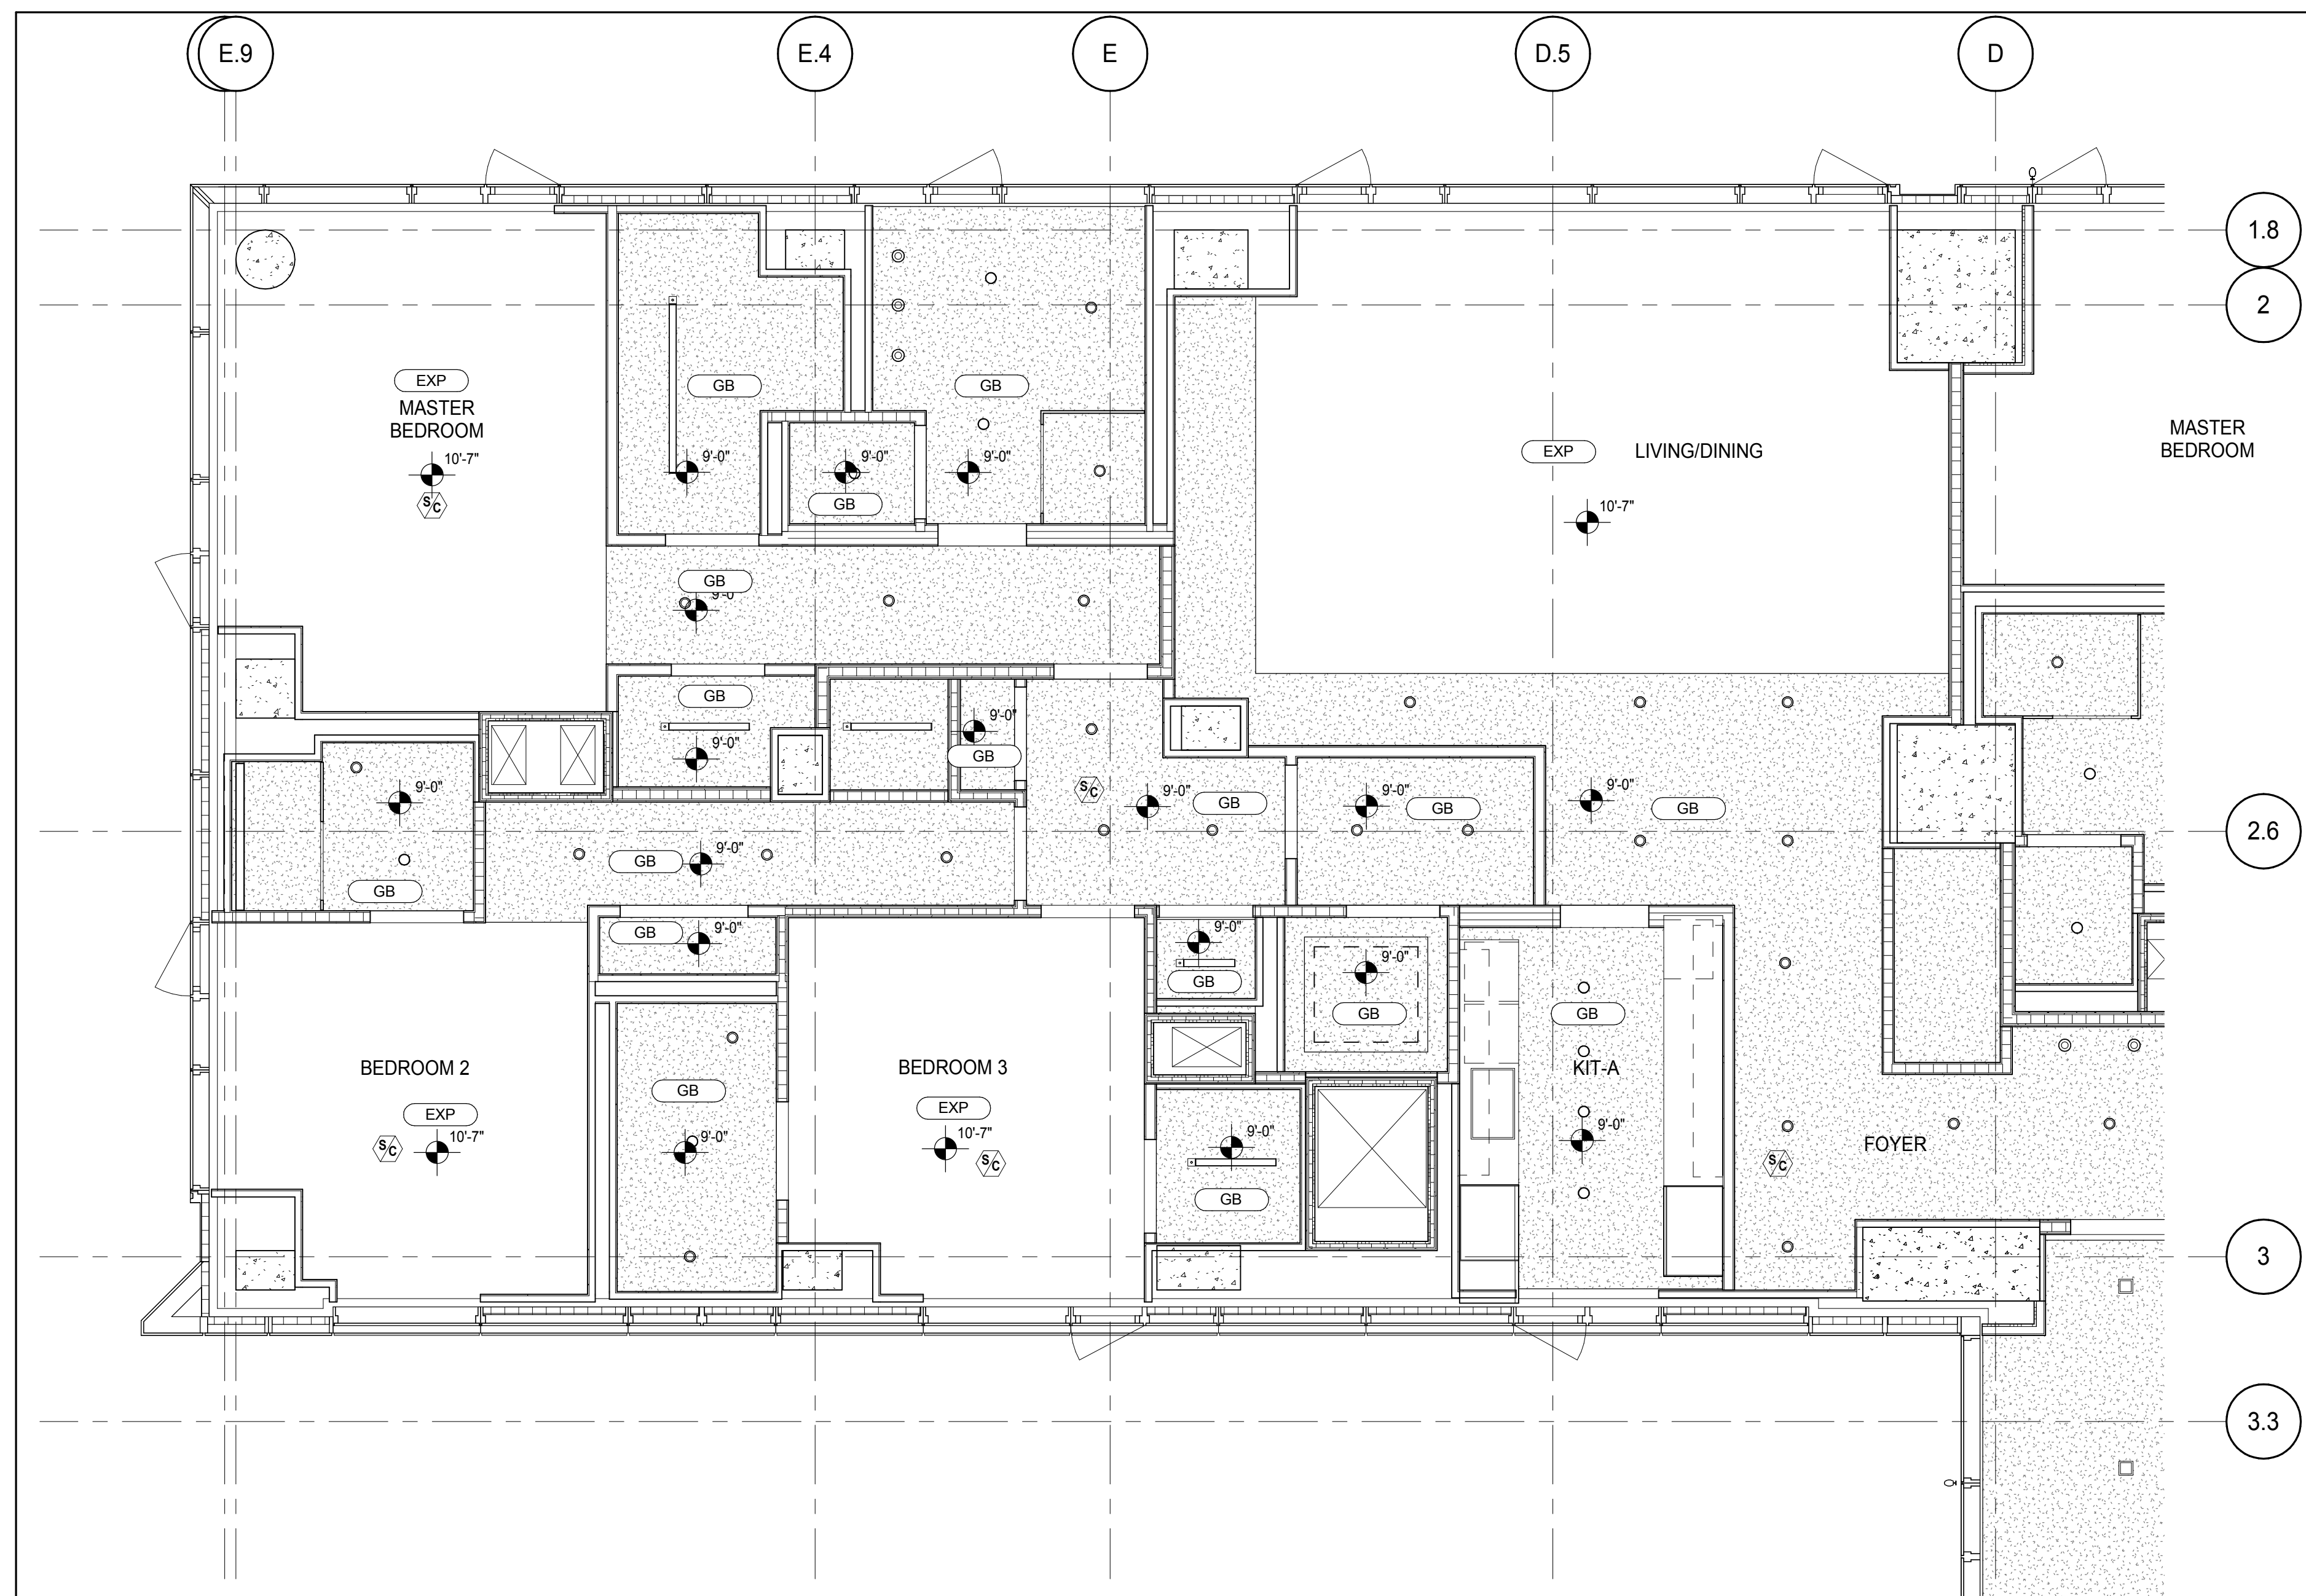 E.9
E.4
E
D.5
D
1.8
2
EXP
MASTER
BEDROOM
10'-7"
S/C
GB
9'-0"
9'-0"
GB
GB
9'-0"
EXP
LIVING/DINING
10'-7"
MASTER
BEDROOM
GB
9'-0"
GB
9'-0"
9'-0"
GB
9'-0"
GB
S/C
9'-0"
GB
9'-0"
GB
9'-0"
GB
2.6
GB
9'-0"
GB
9'-0"
9'-0"
GB
9'-0"
GB
GB
BEDROOM 2
EXP
10'-7"
S/C
GB
9'-0"
BEDROOM 3
EXP
10'-7"
S/C
9'-0"
GB
KIT-A
9'-0"
FOYER
S/C
3
3.3